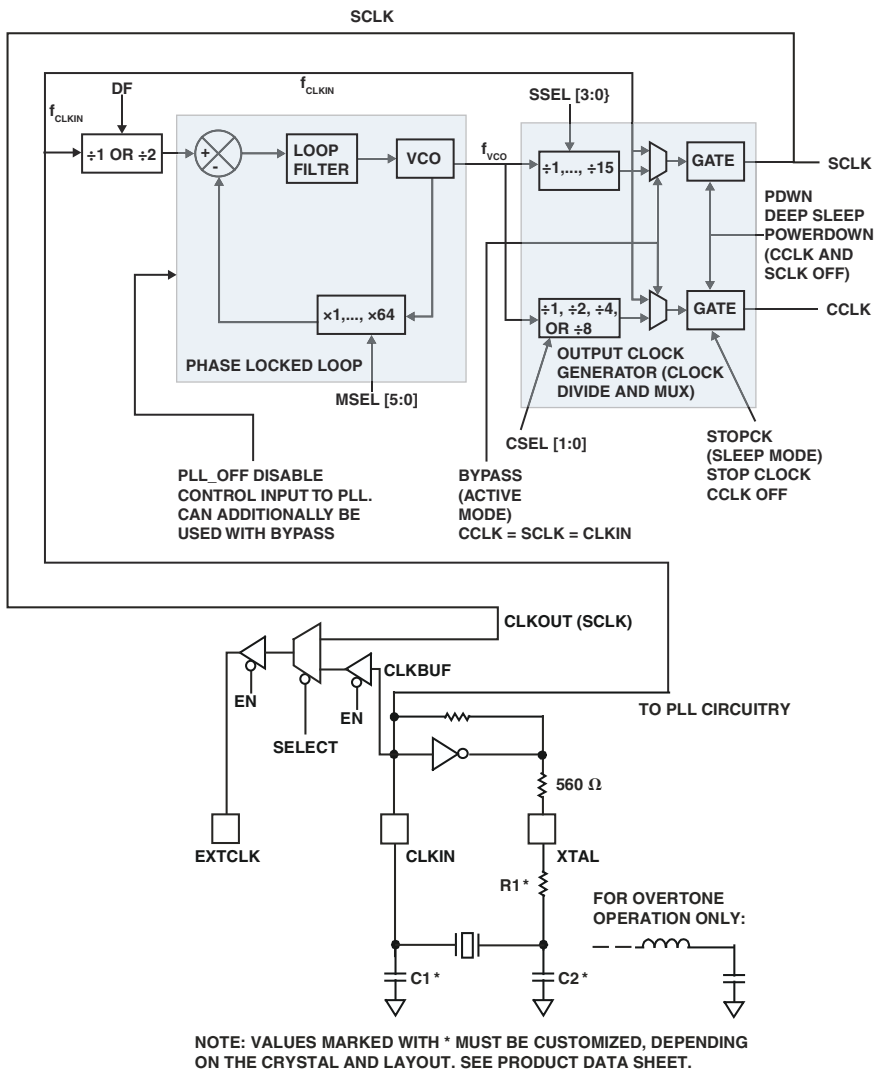 SCLK
fCLKIN
DF
fCLKIN
SSEL [3:0}
÷1 OR ÷2
+
-
LOOP
FILTER
VCO
fVCO
÷1,..., ÷15
GATE
SCLK
PDWN
DEEP SLEEP
POWERDOWN
(CCLK AND
SCLK OFF)
×1,..., ×64
÷1, ÷2, ÷4,
OR ÷8
GATE
CCLK
PHASE LOCKED LOOP
OUTPUT CLOCK
GENERATOR (CLOCK
DIVIDE AND MUX)
MSEL [5:0]
CSEL [1:0]
STOPCK
(SLEEP MODE)
STOP CLOCK
CCLK OFF
PLL_OFF DISABLE
CONTROL INPUT TO PLL.
CAN ADDITIONALLY BE
USED WITH BYPASS
BYPASS
(ACTIVE
MODE)
CCLK = SCLK = CLKIN
CLKOUT (SCLK)
CLKBUF
EN
EN
SELECT
TO PLL CIRCUITRY
560 Ω
EXTCLK
CLKIN
XTAL
R1*
FOR OVERTONE
OPERATION ONLY:
C1*
C2*
NOTE: VALUES MARKED WITH * MUST BE CUSTOMIZED, DEPENDING
ON THE CRYSTAL AND LAYOUT. SEE PRODUCT DATA SHEET.